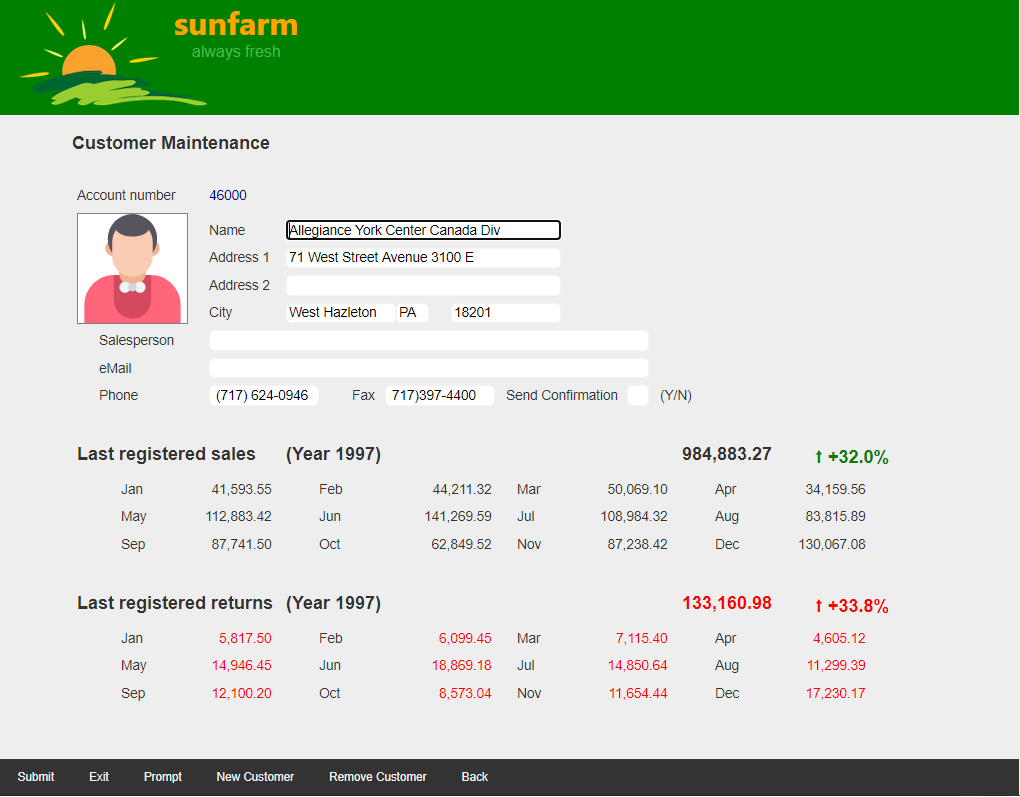 sunfarm
always fresh
Customer Maintenance
Account number 46000
Name Allegiance York Center Canada Div
Address 1 71 West Street Avenue 3100 E
Address 2
City West Hazleton PA 18201
Salesperson
eMail
Phone (717) 624-0946 Fax 717)397-4400 Send Confirmation (Y/N)
Last registered sales (Year 1997) 984,883.27 ↑ +32.0%
Jan 41,593.55 Feb 44,211.32 Mar 50,069.10 Apr 34,159.56
May 112,883.42 Jun 141,269.59 Jul 108,984.32 Aug 83,815.89
Sep 87,741.50 Oct 62,849.52 Nov 87,238.42 Dec 130,067.08
Last registered returns (Year 1997) 133,160.98 ↑ +33.8%
Jan 5,817.50 Feb 6,099.45 Mar 7,115.40 Apr 4,605.12
May 14,946.45 Jun 18,869.18 Jul 14,850.64 Aug 11,299.39
Sep 12,100.20 Oct 8,573.04 Nov 11,654.44 Dec 17,230.17
Submit Exit Prompt New Customer Remove Customer Back